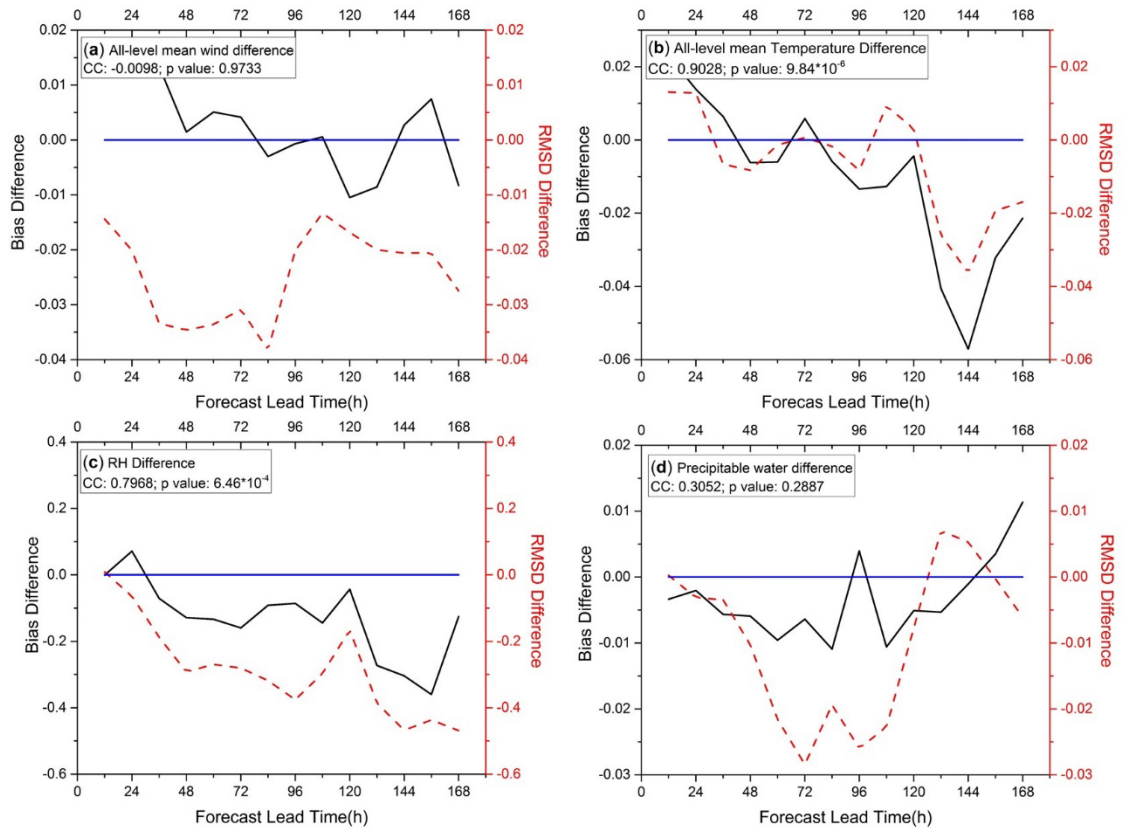 0 24 48 72 96 120 144 168
(a) All-level mean wind difference
CC: -0.0098; p value: 0.9733
0.02
0.01
0.00
-0.01
-0.02
-0.03
-0.04
Bias Difference
0.02
0.01
0.00
-0.01
-0.02
-0.03
-0.04
RMSD Difference
0 24 48 72 96 120 144 168
Forecast Lead Time(h)
0 24 48 72 96 120 144 168
(b) All-level mean Temperature Difference
CC: 0.9028; p value: 9.84*10-6
0.02
0.00
-0.02
-0.04
-0.06
Bias Difference
0.02
0.00
-0.02
-0.04
-0.06
RMSD Difference
0 24 48 72 96 120 144 168
Forecas Lead Time(h)
0 24 48 72 96 120 144 168
(c) RH Difference
CC: 0.7968; p value: 6.46*10-4
0.4
0.2
0.0
-0.2
-0.4
-0.6
Bias Difference
0.4
0.2
0.0
-0.2
-0.4
-0.6
RMSD Difference
0 24 48 72 96 120 144 168
Forecast Lead Time(h)
0 24 48 72 96 120 144 168
(d) Precipitable water difference
CC: 0.3052; p value: 0.2887
0.02
0.01
0.00
-0.01
-0.02
-0.03
Bias Difference
0.02
0.01
0.00
-0.01
-0.02
-0.03
RMSD Difference
0 24 48 72 96 120 144 168
Forecast Lead Time(h)